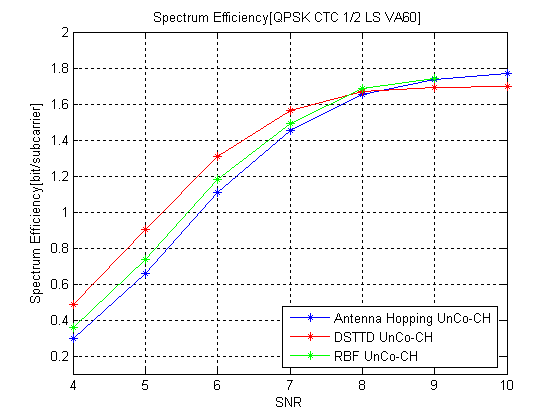 Spectrum Efficiency[QPSK CTC 1/2 LS VA60]
2
1.8
1.6
1.4
1.2
1
0.8
0.6
0.4
0.2
Spectrum Efficiency[bit/subcarrier]
Antenna Hopping UnCo-CH
DSTTD UnCo-CH
RBF UnCo-CH
4 5 6 7 8 9 10
SNR